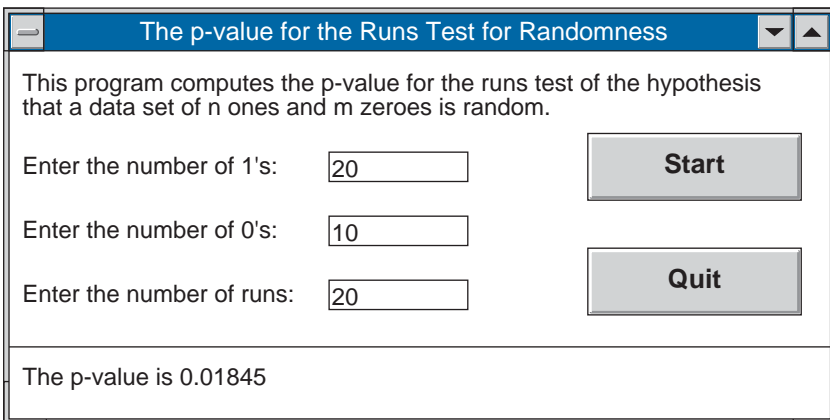 The p-value for the Runs Test for Randomness
This program computes the p-value for the runs test of the hypothesis
that a data set of n ones and m zeroes is random.
Enter the number of 1's: 20
Start
Enter the number of 0's: 10
Enter the number of runs: 20
Quit
The p-value is 0.01845